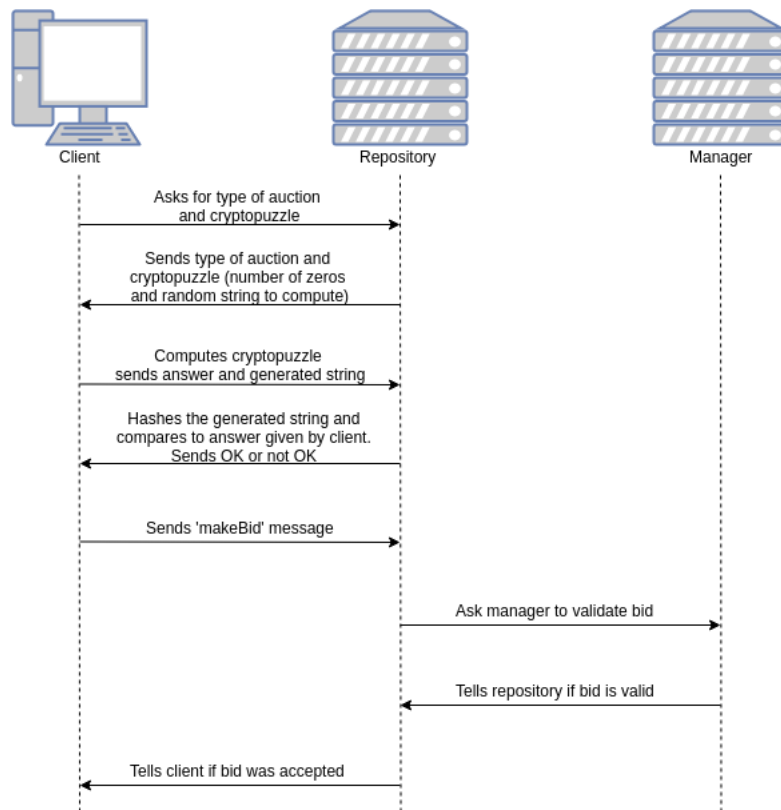 Client
Repository
Manager
Asks for type of auction
and cryptopuzzle
Sends type of auction and
cryptopuzzle (number of zeros
and random string to compute)
Computes cryptopuzzle
sends answer and generated string
Hashes the generated string and
compares to answer given by client.
Sends OK or not OK
Sends 'makeBid' message
Ask manager to validate bid
Tells repository if bid is valid
Tells client if bid was accepted